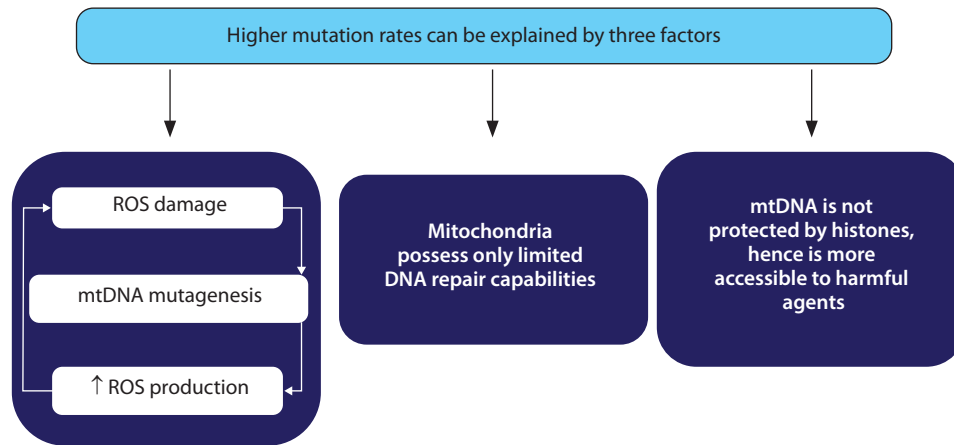 Higher mutation rates can be explained by three factors
ROS damage
mtDNA mutagenesis
↑ ROS production
Mitochondria
possess only limited
DNA repair capabilities
mtDNA is not
protected by histones,
hence is more
accessible to harmful
agents